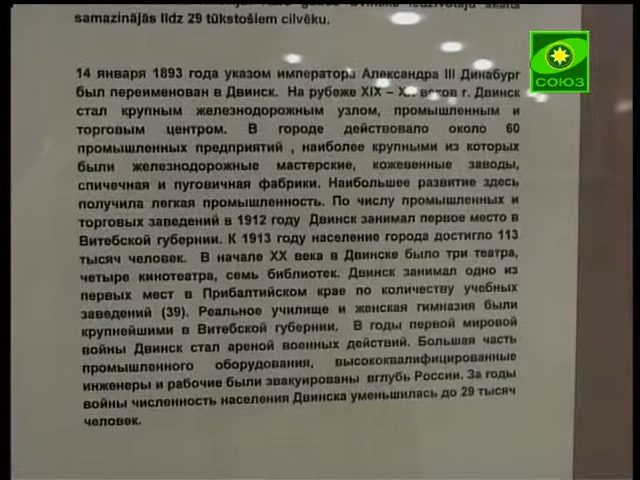 samazinājās līdz 29 tūkstošiem cilvēku.
14 января 1893 года указом императора Александра III Динабург
был переименован в Двинск. На рубеже XIX – веков г. Двинск
стал крупным железнодорожным узлом, промышленным и
торговым центром. В городе действовало около 60
промышленных предприятий , наиболее крупными из которых
были железнодорожные мастерские, кожевенные заводы,
спичечная и пуговичная фабрики. Наибольшее развитие здесь
получила легкая промышленность. По числу промышленных и
торговых заведений в 1912 году Двинск занимал первое место в
Витебской губернии. К 1913 году население города достигло 113
тысяч человек. В начале XX века в Двинске было три театра,
четыре кинотеатра, семь библиотек. Двинск занимал одно из
первых мест в Прибалтийском крае по количеству учебных
заведений (39). Реальное училище и женская гимназия были
крупнейшими в Витебской губернии. В годы первой мировой
войны Двинск стал ареной военных действий. Большая часть
промышленного оборудования, высококвалифицированные
инженеры и рабочие были звакуированы вглубь России. За годы
войны численность населения Двинска уменьшилась до 29 тысяч
человек.
СОЮЗ